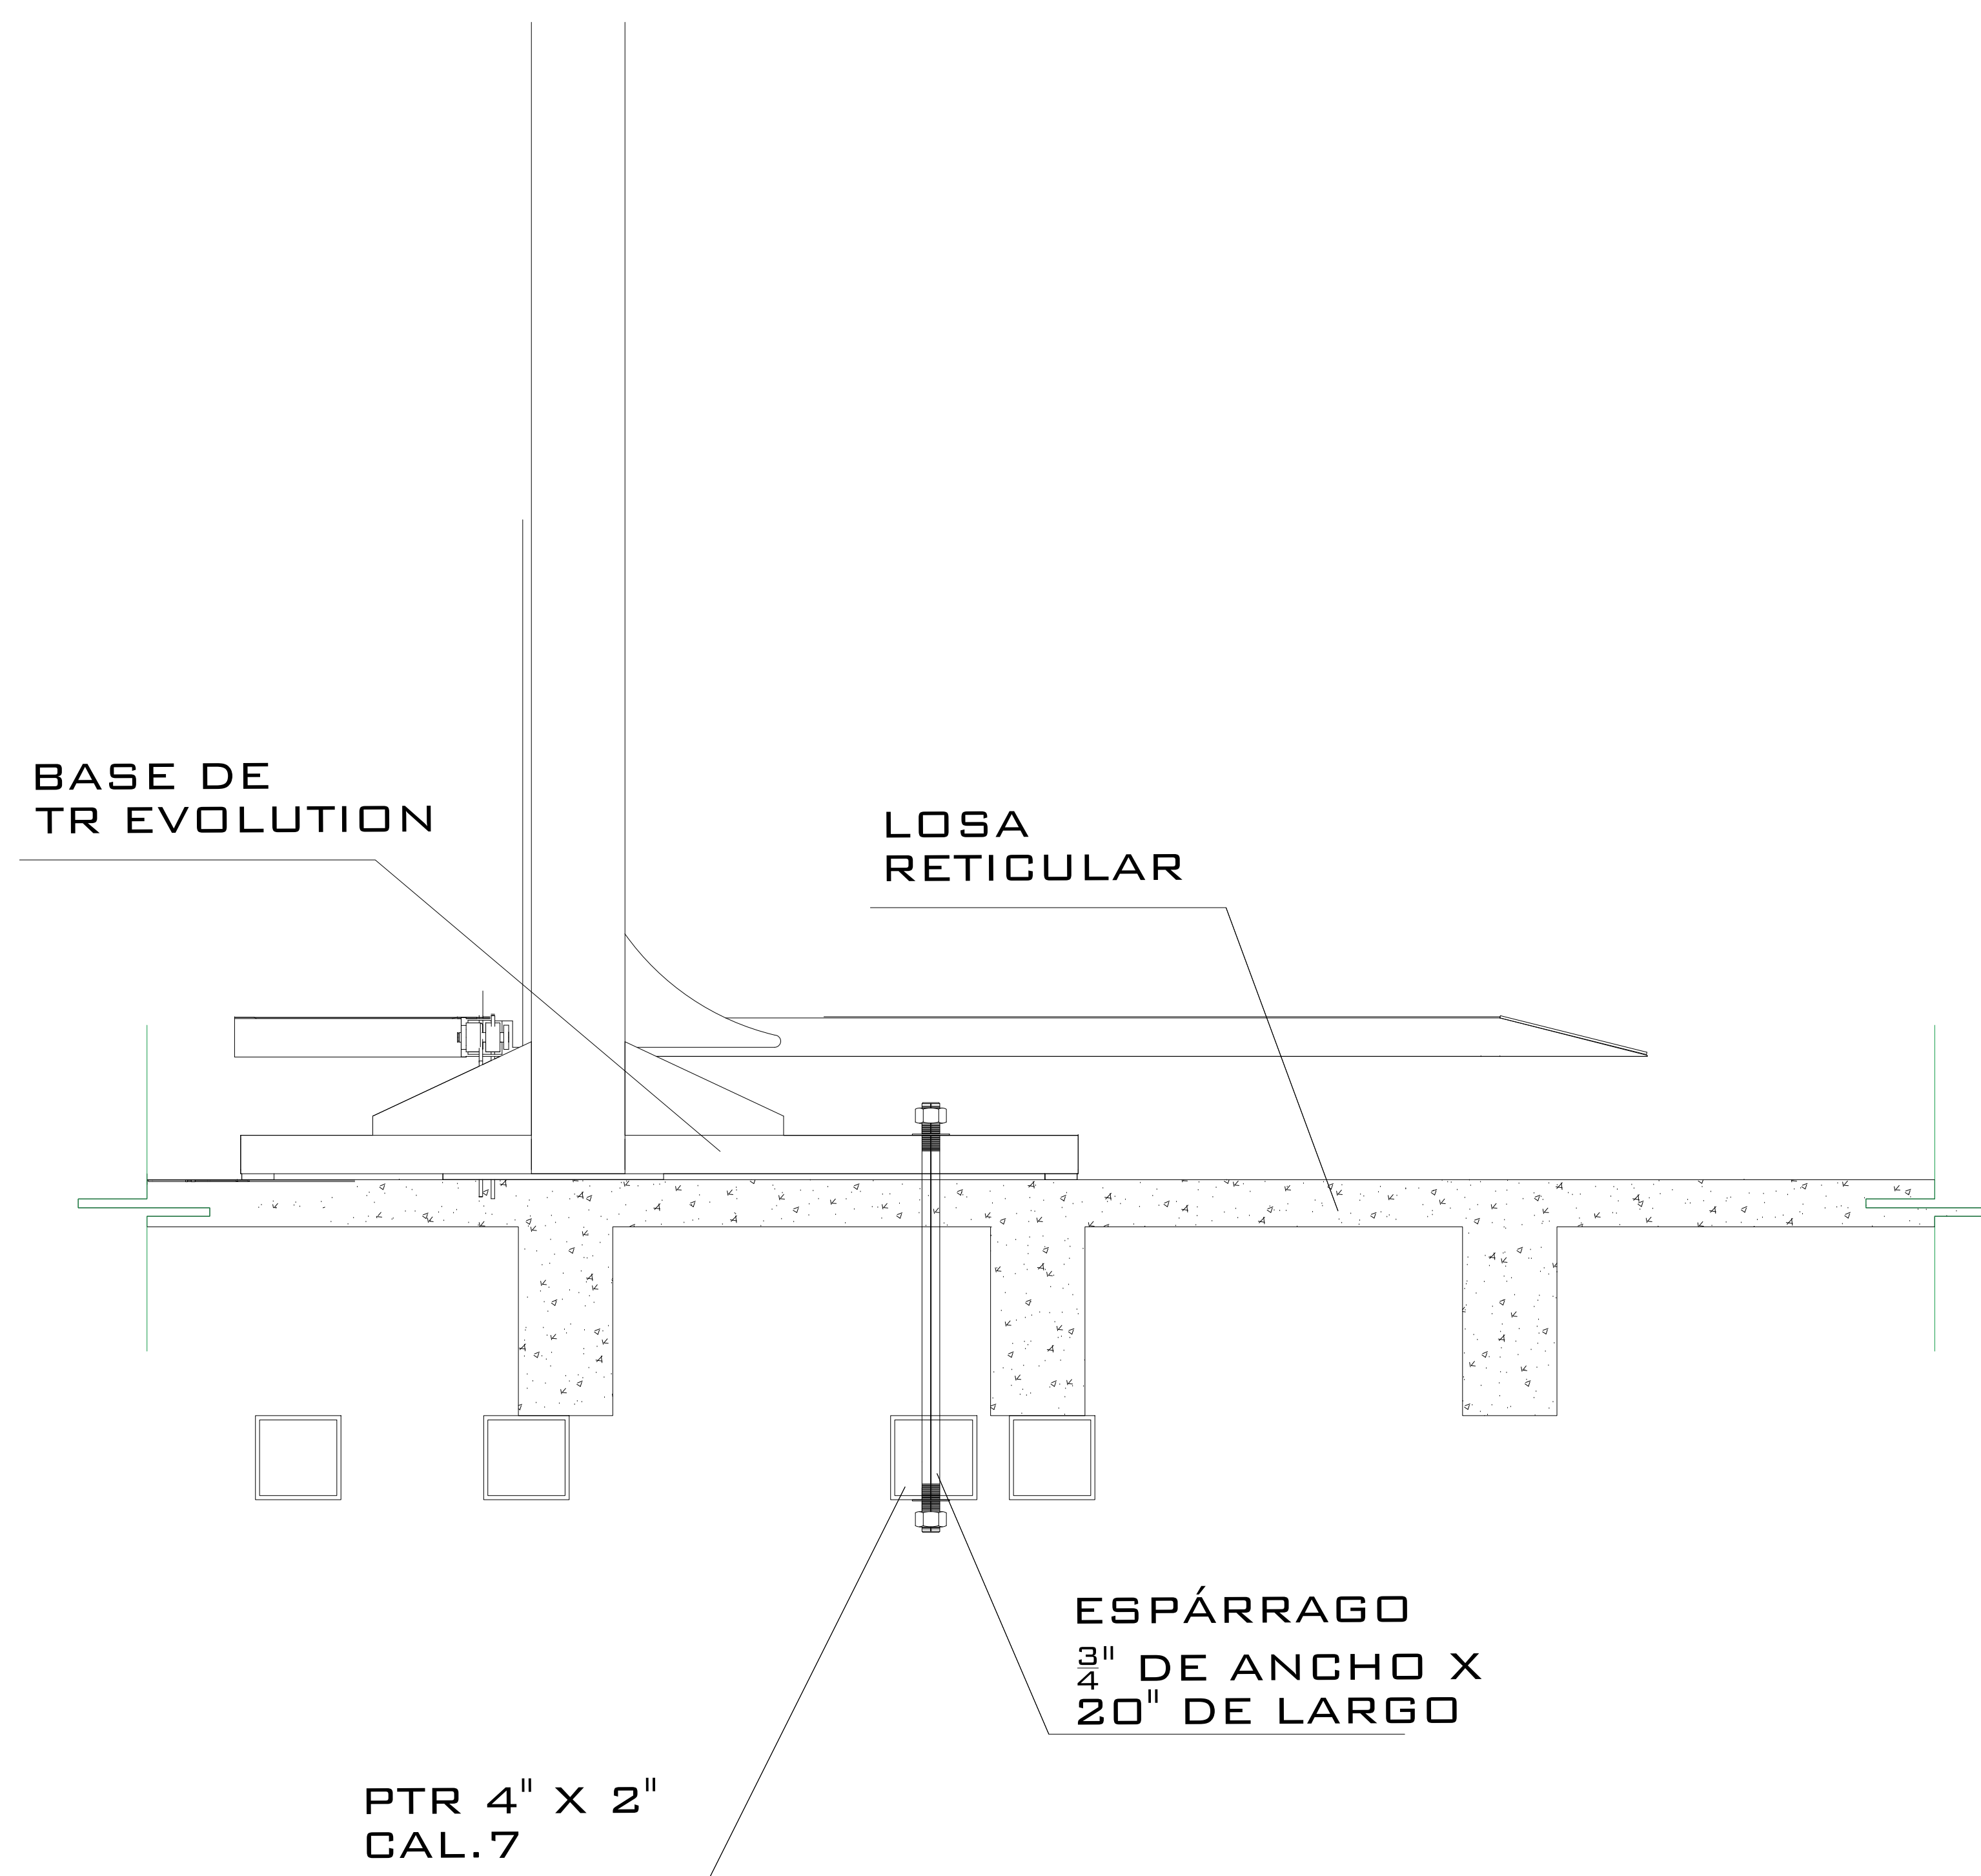 BASE DE
TR EVOLUTION
LOSA
RETICULAR
ESPÁRRAGO
3/4" DE ANCHO X
20" DE LARGO
PTR 4" X 2"
CAL.7